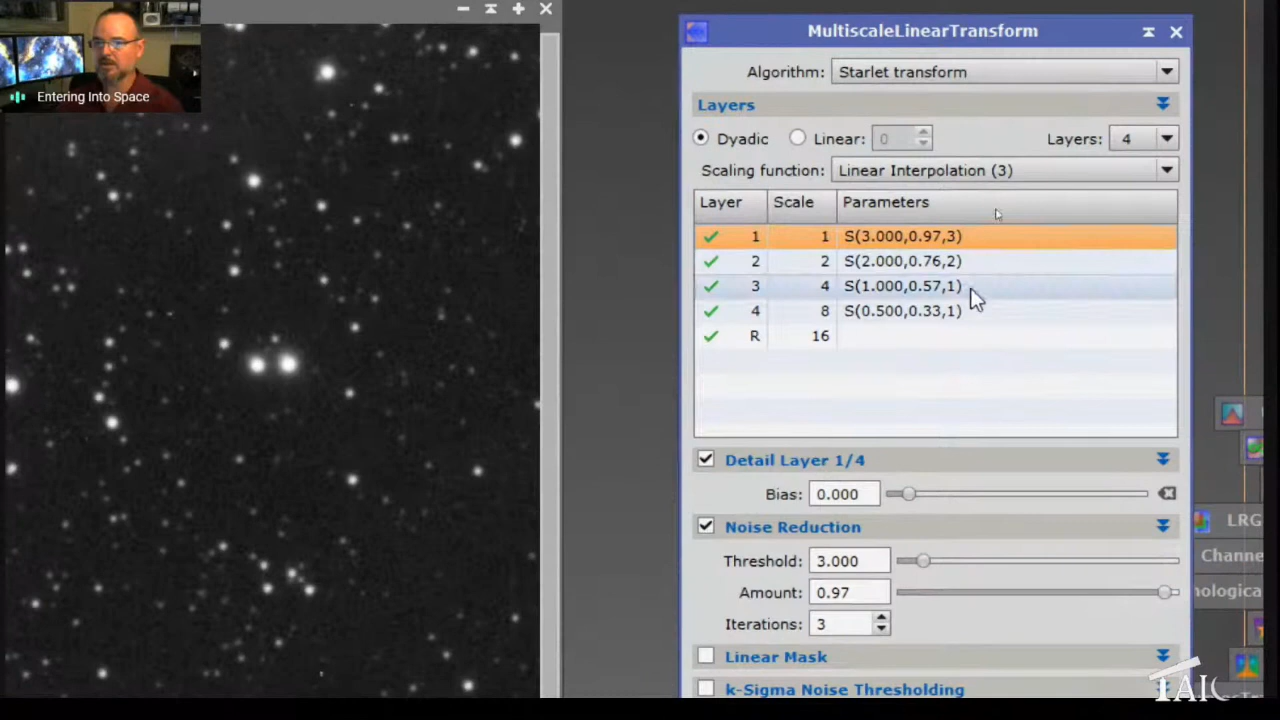 Entering Into Space
MultiscaleLinearTransform
Algorithm: Starlet transform
Layers
Dyadic Linear: 0 Layers: 4
Scaling function: Linear Interpolation (3)
Layer Scale Parameters
1 1 S(3.000,0.97,3)
2 2 S(2.000,0.76,2)
3 4 S(1.000,0.57,1)
4 8 S(0.500,0.33,1)
R 16
Detail Layer 1/4
Bias: 0.000
Noise Reduction
LRG
Threshold: 3.000
Channe
Amount: 0.97
nologica
Iterations: 3
Linear Mask
k-Sigma Noise Thresholding
TAIC